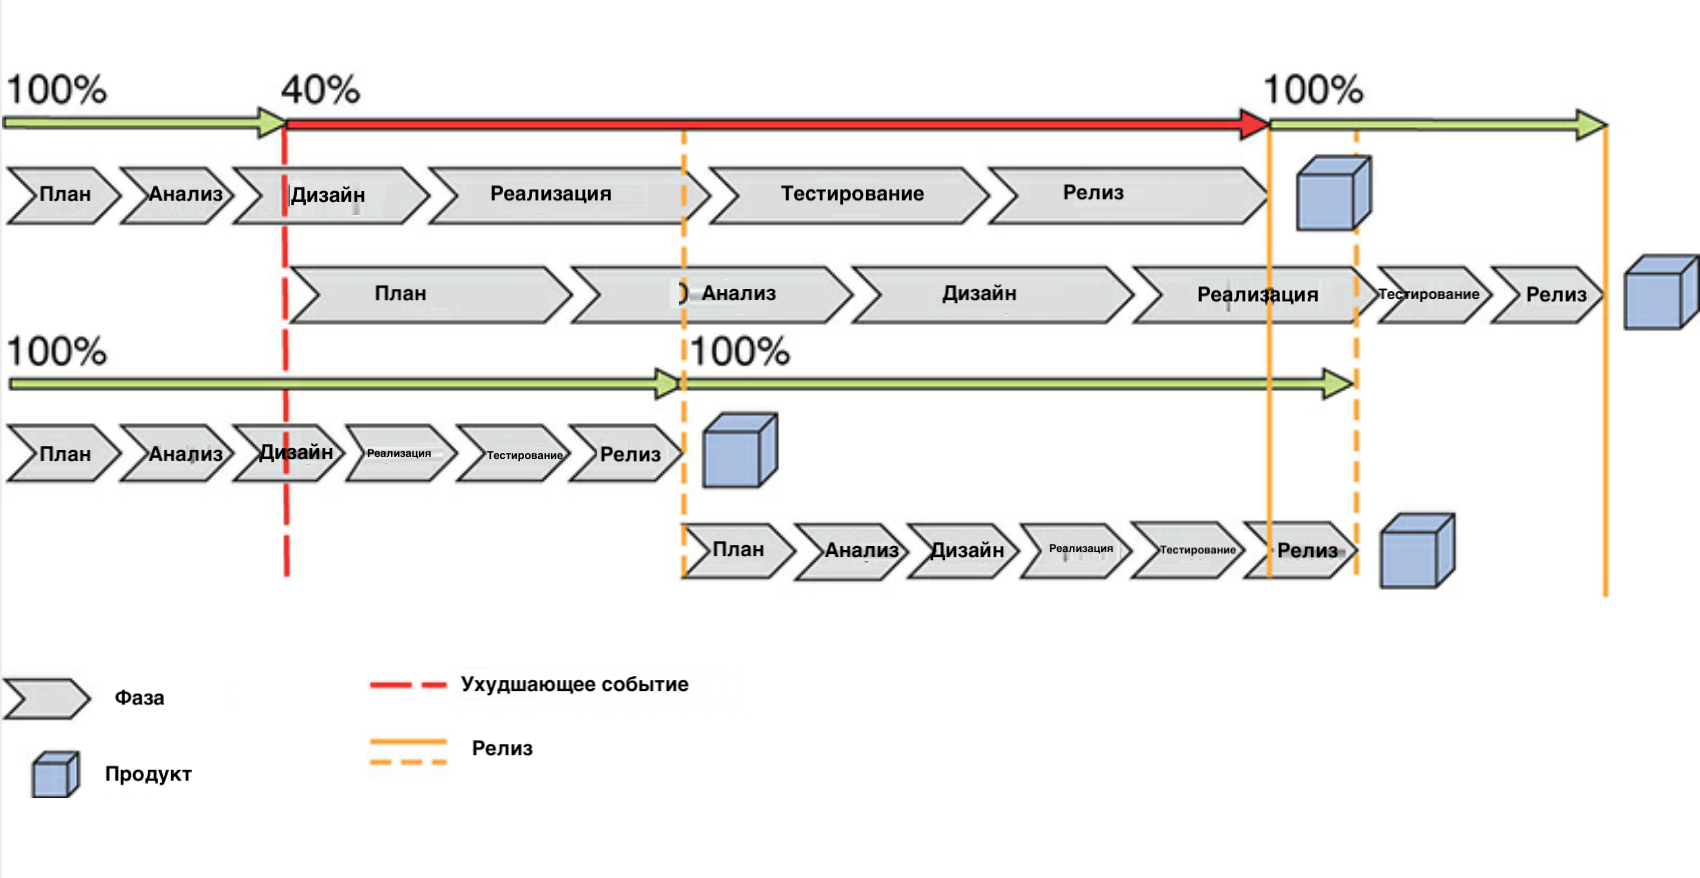 100% 40% 100%
План Анализ Дизайн Реализация Тестирование Релиз
План Анализ Дизайн Реализация Тестирование Релиз
100% 100%
План Анализ Дизайн Реализация Тестирование Релиз
План Анализ Дизайн Реализация Тестирование Релиз
Фаза Ухудшающее событие
Продукт Релиз